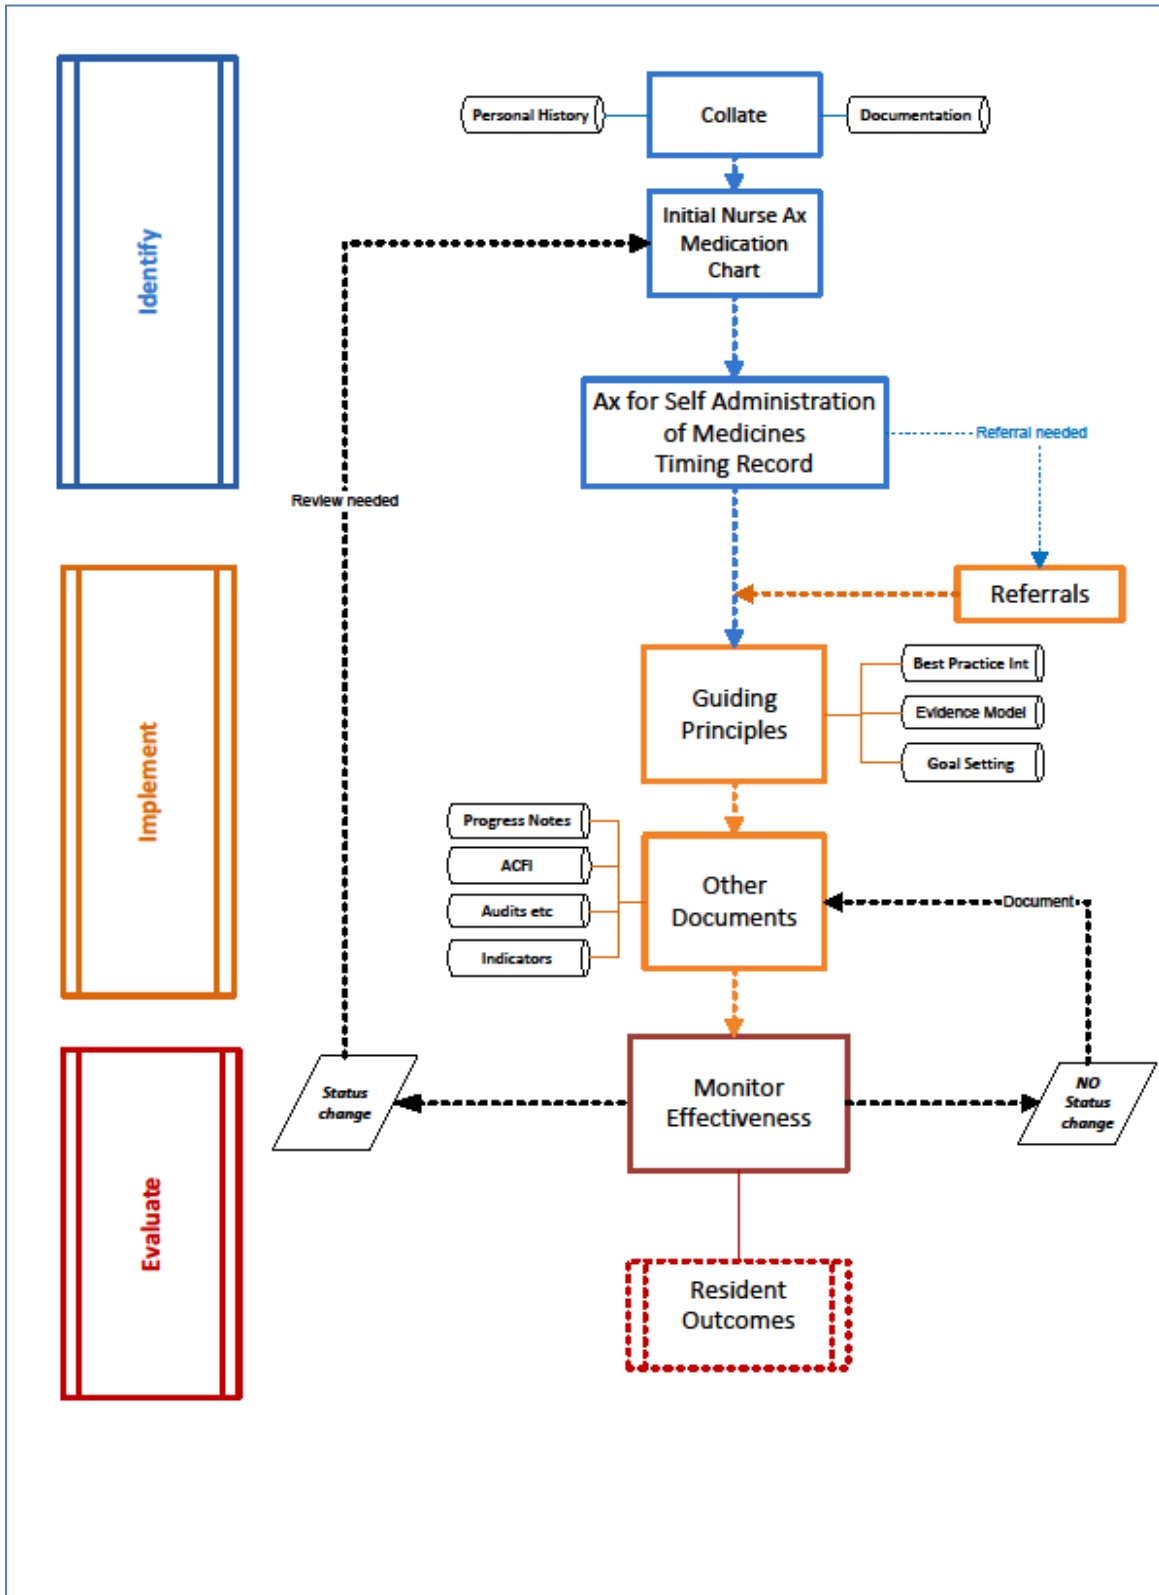 Identify
Personal History
Collate
Documentation
Initial Nurse Ax
Medication
Chart
Ax for Self Administration
of Medicines
Timing Record
Referral needed
Review needed
Implement
Referrals
Guiding
Principles
Best Practice Int
Evidence Model
Goal Setting
Progress Notes
ACFI
Audits etc
Indicators
Other
Documents
Document
Evaluate
Status
change
Monitor
Effectiveness
NO
Status
change
Resident
Outcomes